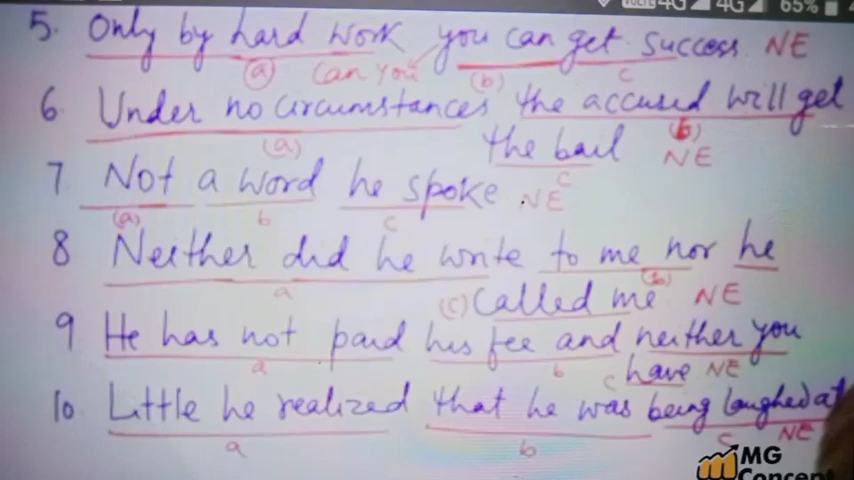 4G 4G 65%
5. Only by hard work you can get success NE
(a) can you (b) c
6 Under no circumstances the accused will get
(a) (b)
the bail NE
c
7 Not a word he spoke NE
(a) b c
8 Neither did he write to me nor he
a (b)
(c) called me NE
9 He has not paid his fee and neither you
a b
c have NE
10. Little he realized that he was being laughed at
a b c NE
MG
Concept